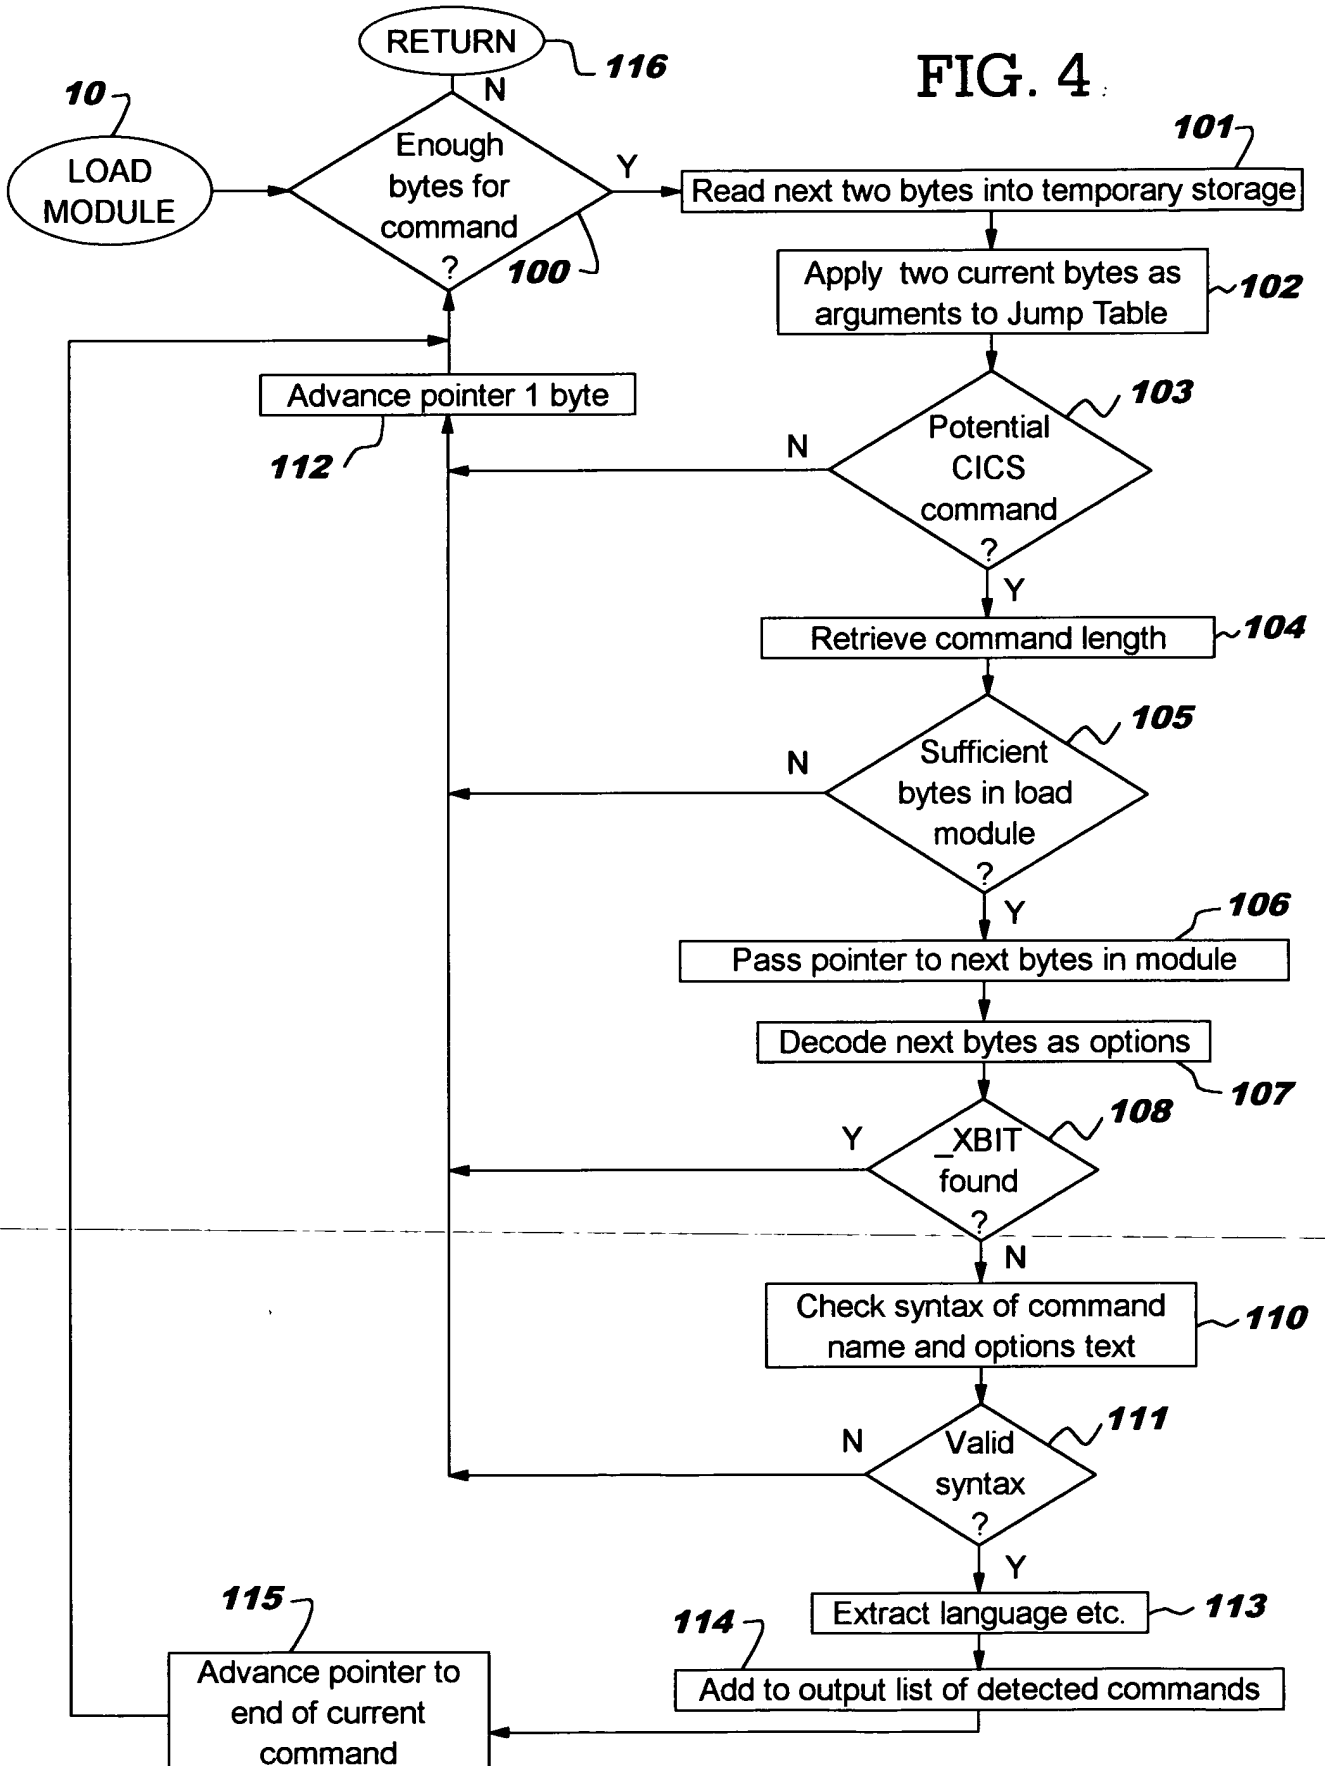 RETURN
116
FIG. 4
10
N
101
LOAD
MODULE
Enough
bytes for
command
?
100
Y
Read next two bytes into temporary storage
Apply two current bytes as
arguments to Jump Table
102
Advance pointer 1 byte
112
103
Potential
CICS
command
?
N
Y
Retrieve command length
104
105
Sufficient
bytes in load
module
?
N
Y
106
Pass pointer to next bytes in module
Decode next bytes as options
107
108
_XBIT
found
?
Y
N
Check syntax of command
name and options text
110
111
Valid
syntax
?
N
Y
Extract language etc.
113
114
Add to output list of detected commands
115
Advance pointer to
end of current
command